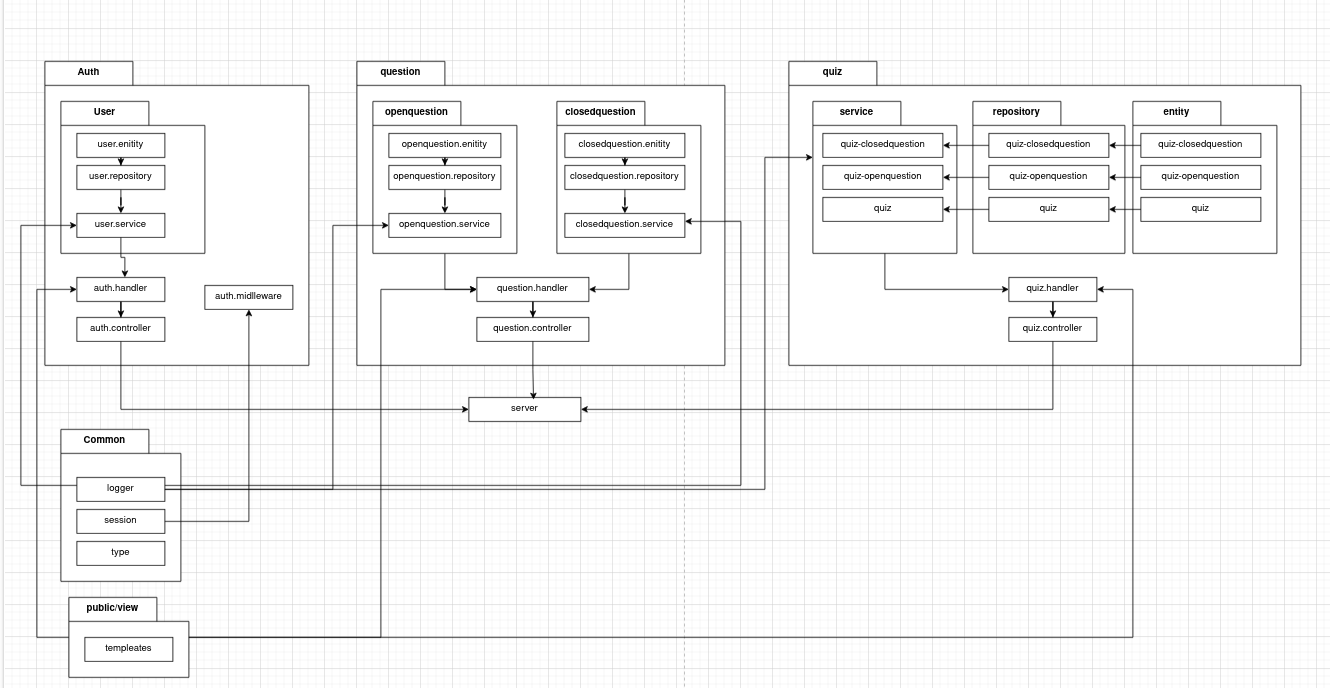 Auth
User
user.enitity
user.repository
user.service
auth.handler
auth.controller
auth.midlleware
question
openquestion
openquestion.enitity
openquestion.repository
openquestion.service
closedquestion
closedquestion.enitity
closedquestion.repository
closedquestion.service
question.handler
question.controller
quiz
service
quiz-closedquestion
quiz-openquestion
quiz
repository
quiz-closedquestion
quiz-openquestion
quiz
entity
quiz-closedquestion
quiz-openquestion
quiz
quiz.handler
quiz.controller
server
Common
logger
session
type
public/view
templeates